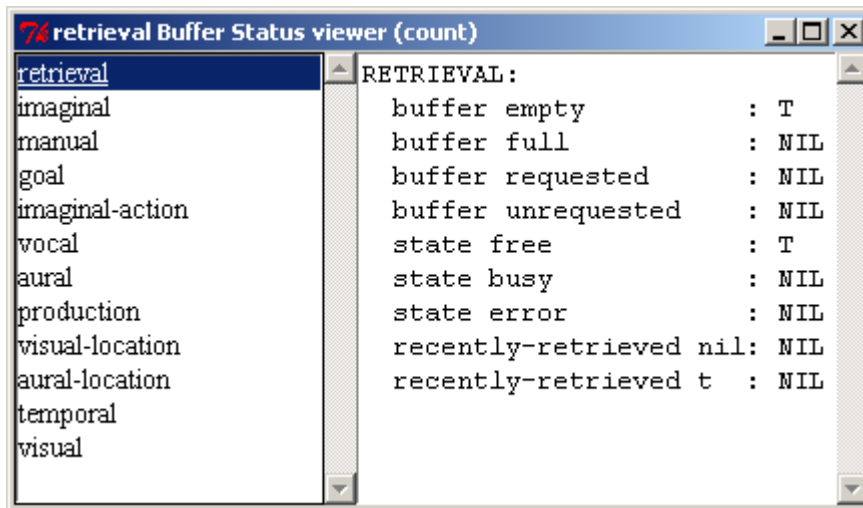 retrieval Buffer Status viewer (count)
retrieval
imaginal
manual
goal
imaginal-action
vocal
aural
production
visual-location
aural-location
temporal
visual
RETRIEVAL:
  buffer empty          : T
  buffer full           : NIL
  buffer requested      : NIL
  buffer unrequested    : NIL
  state free            : T
  state busy            : NIL
  state error           : NIL
  recently-retrieved nil: NIL
  recently-retrieved t  : NIL